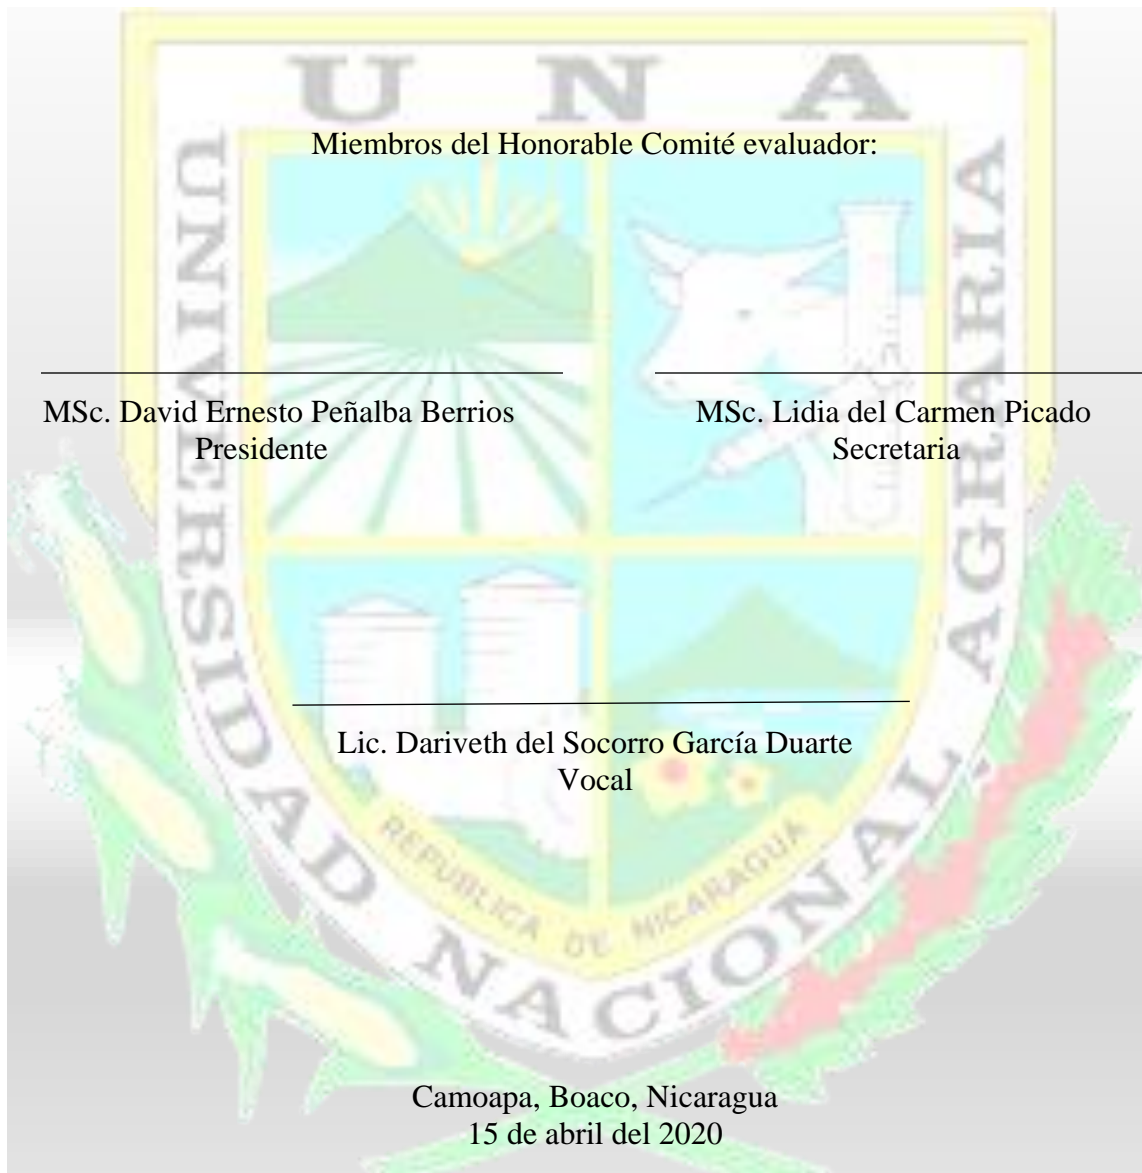 U N A
UNIVERSIDAD NACIONAL AGRARIA
Miembros del Honorable Comité evaluador:
MSc. David Ernesto Peñalba Berrios
Presidente
MSc. Lidia del Carmen Picado
Secretaria
Lic. Dariveth del Socorro García Duarte
Vocal
REPUBLICA DE NICARAGUA
Camoapa, Boaco, Nicaragua
15 de abril del 2020